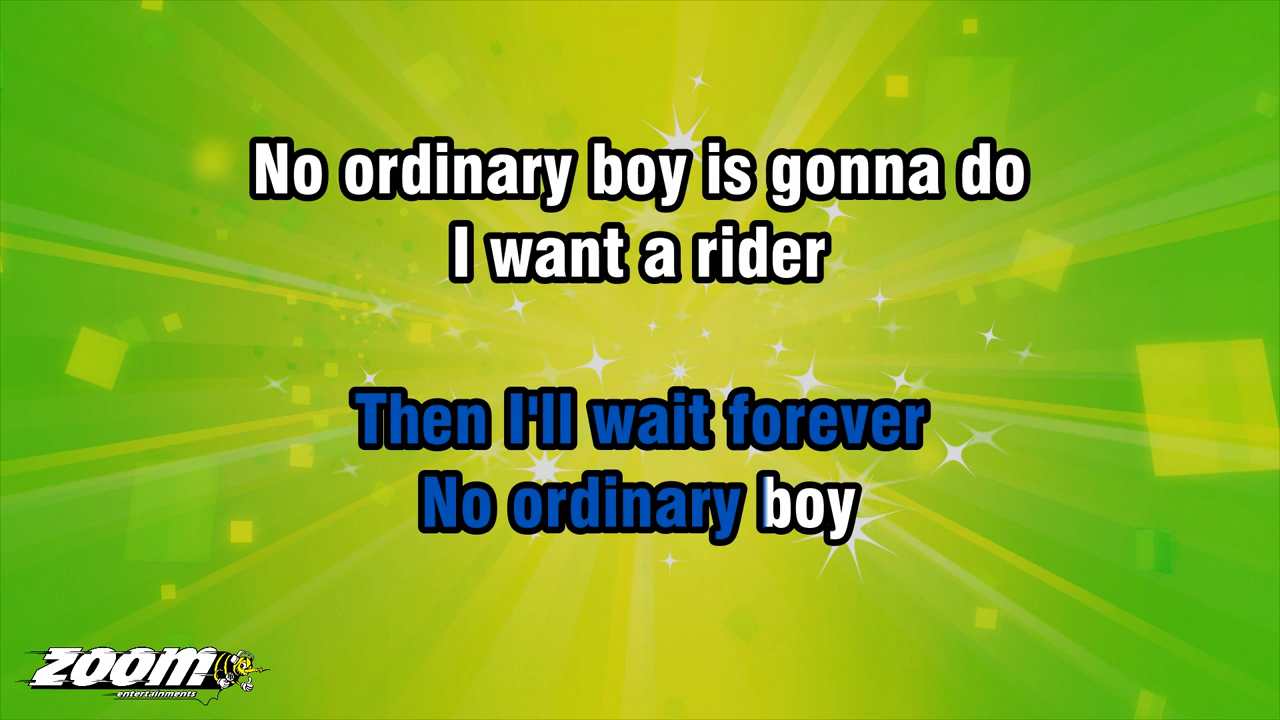 No ordinary boy is gonna do
I want a rider
Then I'll wait forever
No ordinary boy
zoom
entertainments